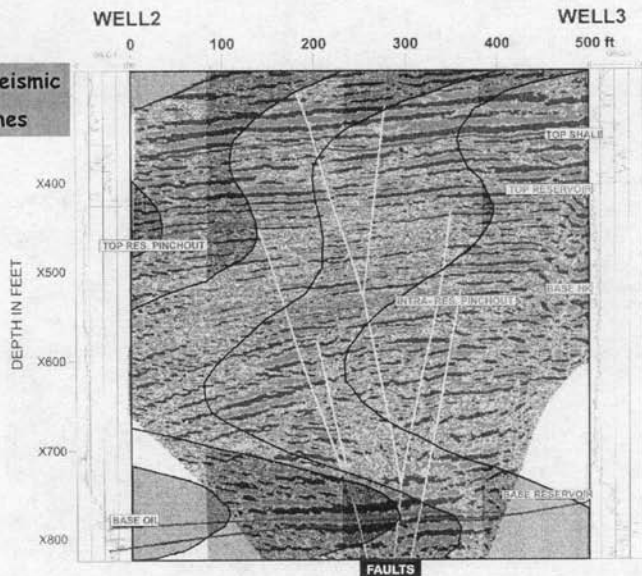 WELL2
WELL3
0 100 200 300 400 500 ft
eismic
nes
TOP SHALE
X400
TOP RESERVOIR
TOP RES. PINCHOUT
X500
BASE HK
INTRA- RES. PINCHOUT
DEPTH IN FEET
X600
X700
BASE RESERVOIR
BASE OIL
X800
FAULTS